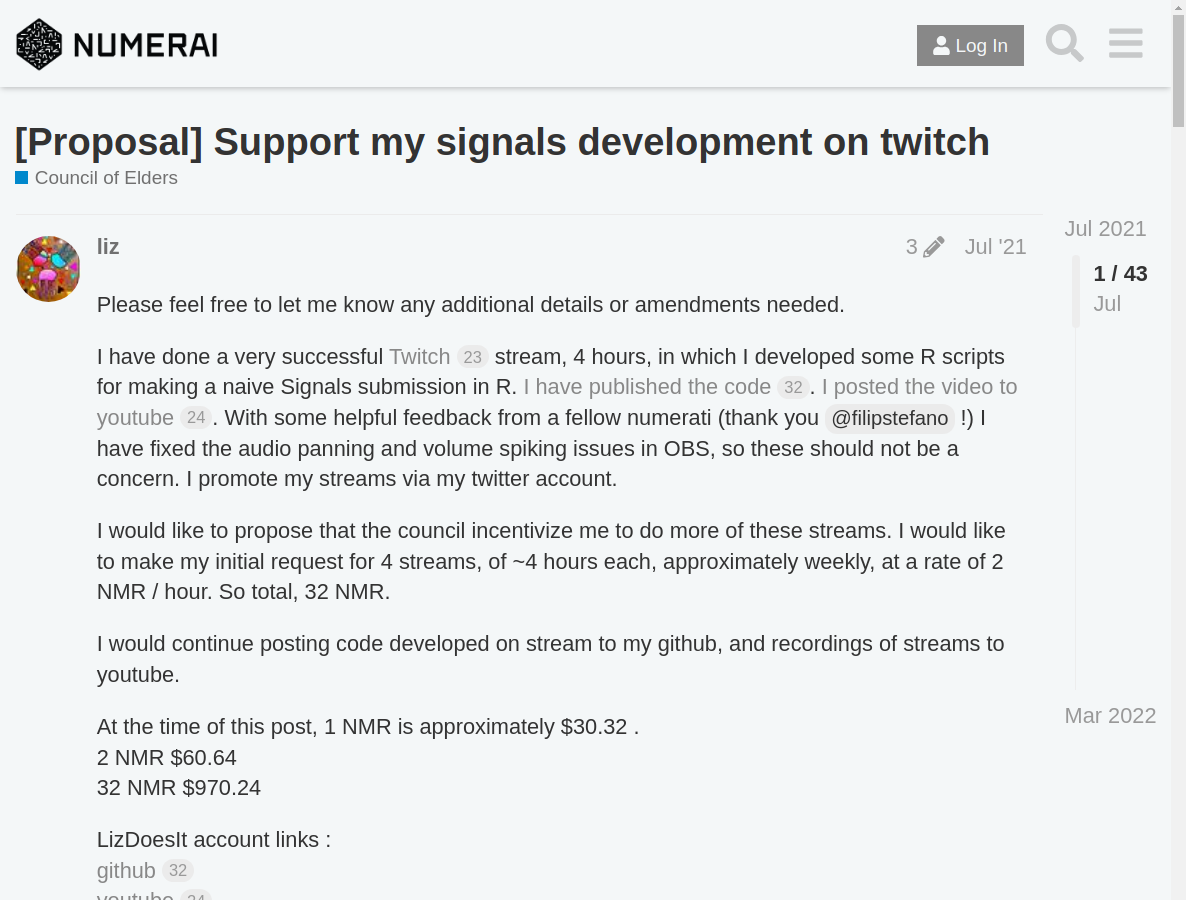 NUMERAI
Log In
[Proposal] Support my signals development on twitch
Council of Elders
liz
3
Jul '21
Jul 2021
1 / 43
Jul
Mar 2022
Please feel free to let me know any additional details or amendments needed.
I have done a very successful Twitch 23 stream, 4 hours, in which I developed some R scripts
for making a naive Signals submission in R. I have published the code 32 . I posted the video to
youtube 24 . With some helpful feedback from a fellow numerati (thank you @filipstefano !) I
have fixed the audio panning and volume spiking issues in OBS, so these should not be a
concern. I promote my streams via my twitter account.
I would like to propose that the council incentivize me to do more of these streams. I would like
to make my initial request for 4 streams, of ~4 hours each, approximately weekly, at a rate of 2
NMR / hour. So total, 32 NMR.
I would continue posting code developed on stream to my github, and recordings of streams to
youtube.
At the time of this post, 1 NMR is approximately $30.32 .
2 NMR $60.64
32 NMR $970.24
LizDoesIt account links :
github 32
youtube 24